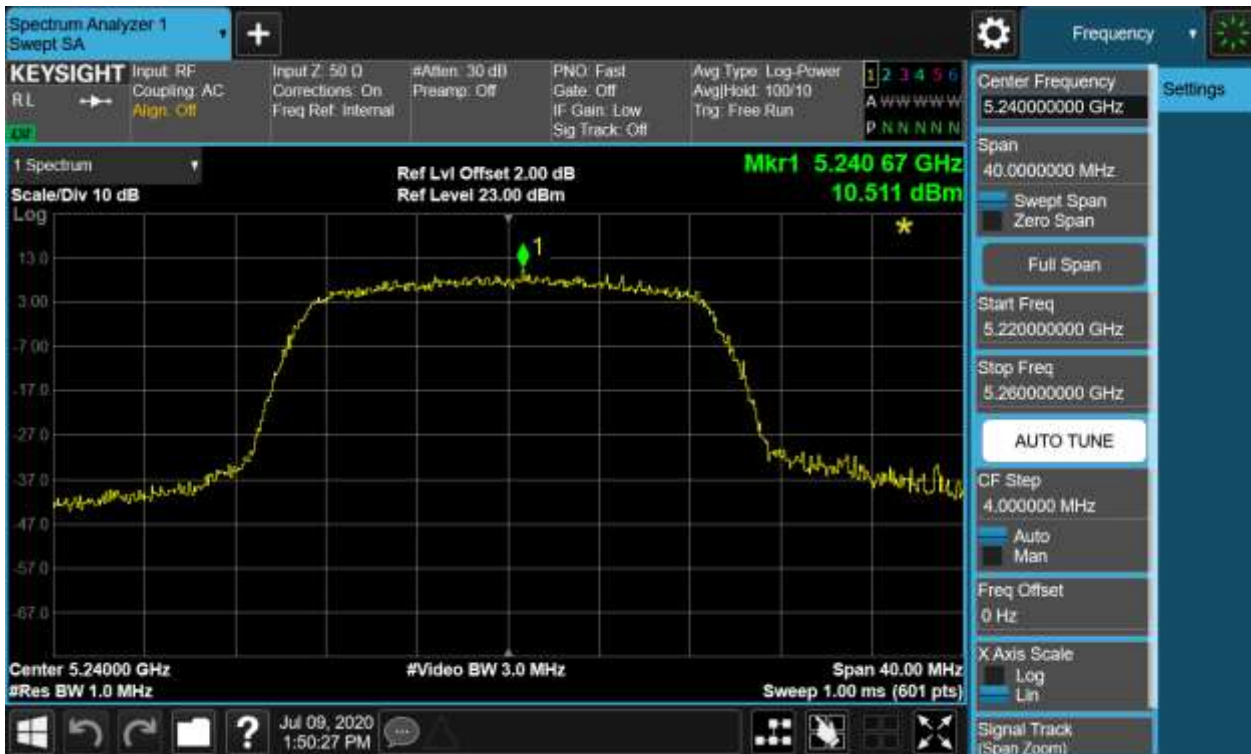 Spectrum Analyzer 1
Swept SA
+
Frequency
KEYSIGHT
RL
Input: RF
Coupling: AC
Align: Off
Input Z: 50 Ω
Corrections: On
Freq Ref: Internal
#Atten: 30 dB
Preamp: Off
PNO: Fast
Gate: Off
IF Gain: Low
Sig Track: Off
Avg Type: Log-Power
Avg|Hold: 100/10
Trig: Free Run
1 2 3 4 5 6
A W W W W W
P N N N N N
1 Spectrum
Scale/Div 10 dB
Log
Ref Lvl Offset 2.00 dB
Ref Level 23.00 dBm
Mkr1 5.240 67 GHz
10.511 dBm
1
13.0
3.00
-7.00
-17.0
-27.0
-37.0
-47.0
-57.0
-67.0
Center 5.24000 GHz
#Res BW 1.0 MHz
#Video BW 3.0 MHz
Span 40.00 MHz
Sweep 1.00 ms (601 pts)
Center Frequency
5.240000000 GHz
Settings
Span
40.0000000 MHz
Swept Span
Zero Span
Full Span
Start Freq
5.220000000 GHz
Stop Freq
5.260000000 GHz
AUTO TUNE
CF Step
4.000000 MHz
Auto
Man
Freq Offset
0 Hz
X Axis Scale
Log
Lin
Signal Track
(Span Zoom)
?
Jul 09, 2020
1:50:27 PM